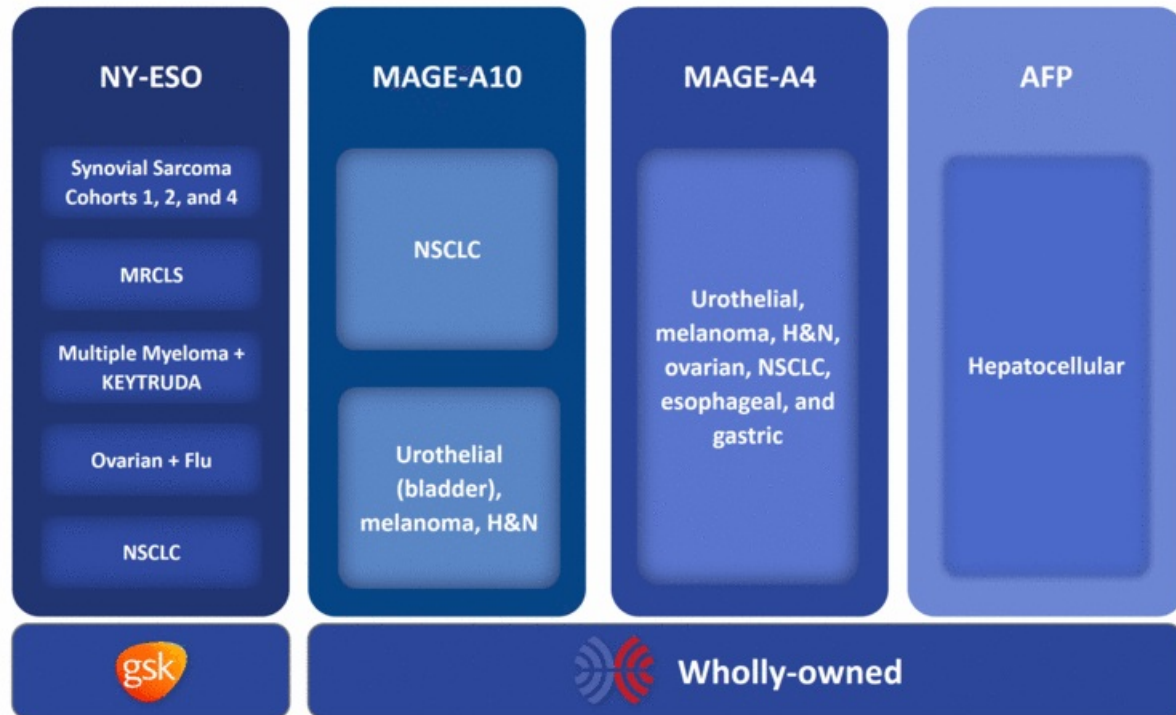 NY-ESO
Synovial Sarcoma
Cohorts 1, 2, and 4
MRCLS
Multiple Myeloma +
KEYTRUDA
Ovarian + Flu
NSCLC
gsk
MAGE-A10
NSCLC
Urothelial
(bladder),
melanoma, H&N
MAGE-A4
Urothelial,
melanoma, H&N,
ovarian, NSCLC,
esophageal, and
gastric
AFP
Hepatocellular
Wholly-owned